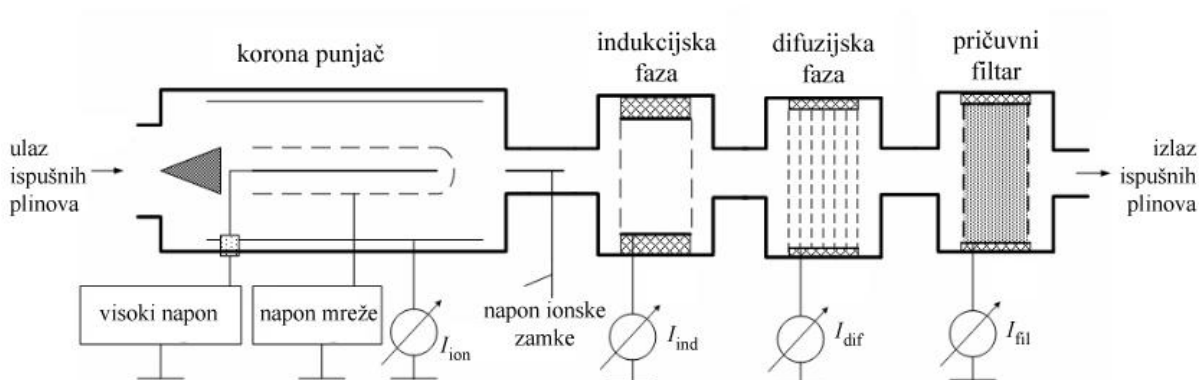 korona punjač
indukcijska
faza
difuzijska
faza
pričuvni
filtar
ulaz
ispušnih
plinova
izlaz
ispušnih
plinova
visoki napon
napon mreže
I_ion
napon ionske
zamke
I_ind
I_dif
I_fil